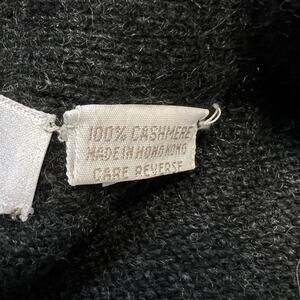 100% CASHMERE
MADE IN HONG KONG
CARE REVERSE